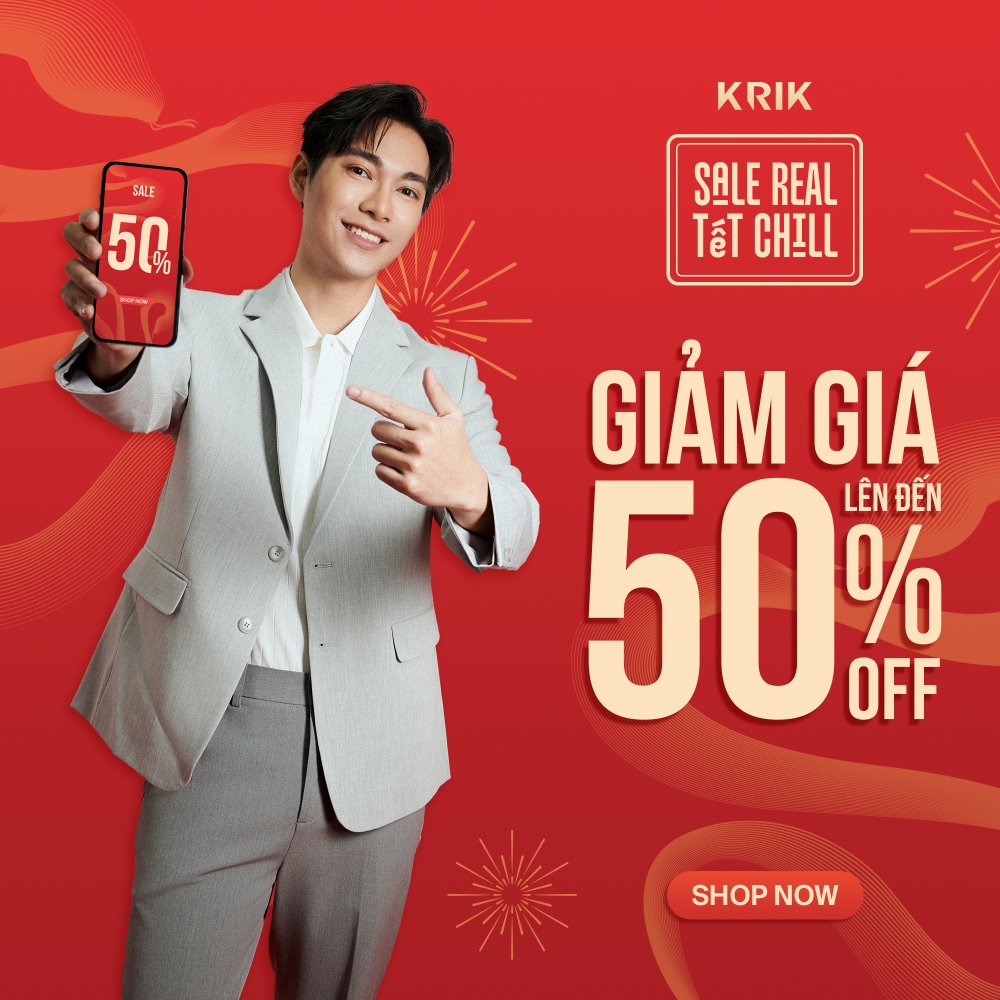 KRIK
SALE REAL
TẾT CHILL
SALE
50%
SHOP NOW
GIẢM GIÁ
LÊN ĐẾN
50%
OFF
SHOP NOW